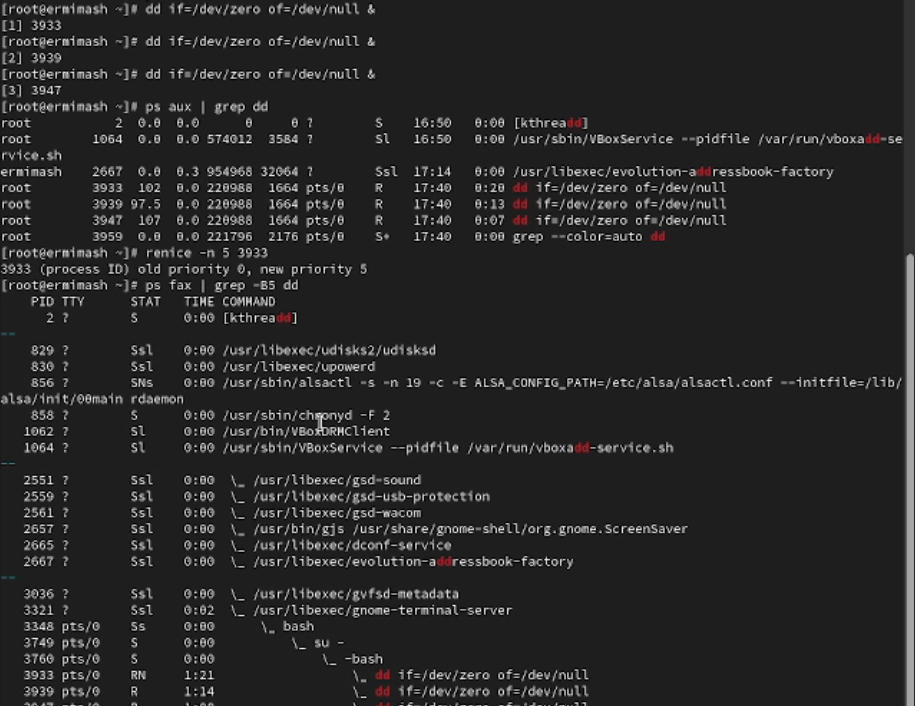 [root@ermimash ~]# dd if=/dev/zero of=/dev/null &
[1] 3933
[root@ermimash ~]# dd if=/dev/zero of=/dev/null &
[2] 3939
[root@ermimash ~]# dd if=/dev/zero of=/dev/null &
[3] 3947
[root@ermimash ~]# ps aux | grep dd
root 2 0.0 0.0 0 0 ? S 16:50 0:00 [kthreadd]
root 1064 0.0 0.0 574012 3584 ? Sl 16:50 0:00 /usr/sbin/VBoxService --pidfile /var/run/vboxadd-se
rvice.sh
ermimash 2667 0.0 0.3 954968 32064 ? Ssl 17:14 0:00 /usr/libexec/evolution-addressbook-factory
root 3933 102 0.0 220988 1664 pts/0 R 17:40 0:20 dd if=/dev/zero of=/dev/null
root 3939 97.5 0.0 220988 1664 pts/0 R 17:40 0:13 dd if=/dev/zero of=/dev/null
root 3947 107 0.0 220988 1664 pts/0 R 17:40 0:07 dd if=/dev/zero of=/dev/null
root 3959 0.0 0.0 221796 2176 pts/0 S+ 17:40 0:00 grep --color=auto dd
[root@ermimash ~]# renice -n 5 3933
3933 (process ID) old priority 0, new priority 5
[root@ermimash ~]# ps fax | grep -B5 dd
PID TTY STAT TIME COMMAND
2 ? S 0:00 [kthreadd]
--
829 ? Ssl 0:00 /usr/libexec/udisks2/udisksd
830 ? Ssl 0:00 /usr/libexec/upowerd
856 ? SNs 0:00 /usr/sbin/alsactl -s -n 19 -c -E ALSA_CONFIG_PATH=/etc/alsa/alsactl.conf --initfile=/lib/
alsa/init/00main rdaemon
858 ? S 0:00 /usr/sbin/chronyd -F 2
1062 ? Sl 0:00 /usr/bin/VBoxDRMClient
1064 ? Sl 0:00 /usr/sbin/VBoxService --pidfile /var/run/vboxadd-service.sh
--
2551 ? Ssl 0:00 \_ /usr/libexec/gsd-sound
2559 ? Ssl 0:00 \_ /usr/libexec/gsd-usb-protection
2561 ? Ssl 0:00 \_ /usr/libexec/gsd-wacom
2657 ? Ssl 0:00 \_ /usr/bin/gjs /usr/share/gnome-shell/org.gnome.ScreenSaver
2665 ? Ssl 0:00 \_ /usr/libexec/dconf-service
2667 ? Ssl 0:00 \_ /usr/libexec/evolution-addressbook-factory
--
3036 ? Ssl 0:00 \_ /usr/libexec/gvfsd-metadata
3321 ? Ssl 0:02 \_ /usr/libexec/gnome-terminal-server
3348 pts/0 Ss 0:00 \_ bash
3749 pts/0 S 0:00 \_ su -
3760 pts/0 S 0:00 \_ -bash
3933 pts/0 RN 1:21 \_ dd if=/dev/zero of=/dev/null
3939 pts/0 R 1:14 \_ dd if=/dev/zero of=/dev/null